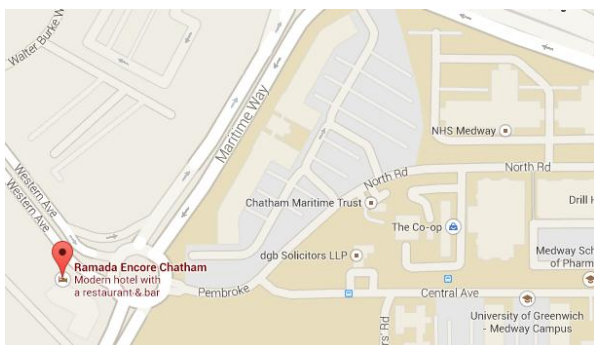 Walter Burke W
Maritime Way
NHS Medway
North Rd
North Rd
Chatham Maritime Trust
Western Ave
Western Ave
The Co-op
Drill H
Ramada Encore Chatham
Modern hotel with
a restaurant & bar
dgb Solicitors LLP
Medway Sch
of Pharm
Pembroke
Central Ave
University of Greenwich
- Medway Campus
ers' Rd